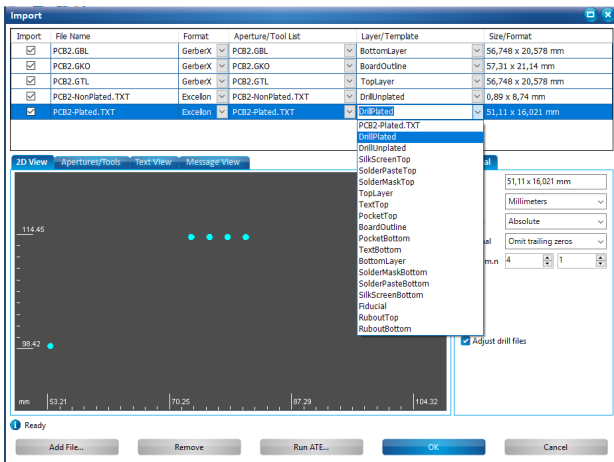 Import
Import File Name Format Aperture/Tool List Layer/Template Size/Format
PCB2.GBL GerberX PCB2.GBL BottomLayer 56,748 x 20,578 mm
PCB2.GKO GerberX PCB2.GKO BoardOutline 57,31 x 21,14 mm
PCB2.GTL GerberX PCB2.GTL TopLayer 56,748 x 20,578 mm
PCB2-NonPlated.TXT Excellon PCB2-NonPlated.TXT DrillUnplated 0,89 x 8,74 mm
PCB2-Plated.TXT Excellon PCB2-Plated.TXT DrillPlated 51,11 x 16,021 mm
PCB2-Plated.TXT
DrillPlated
DrillUnplated
SilkScreenTop
SolderPasteTop
SolderMaskTop
TopLayer
TextTop
PocketTop
BoardOutline
PocketBottom
TextBottom
BottomLayer
SolderMaskBottom
SolderPasteBottom
SilkScreenBottom
Fiducial
RuboutTop
RuboutBottom
2D View Apertures/Tools Text View Message View
51,11 x 16,021 mm
Millimeters
Absolute
Omit trailing zeros
m.n 4 1
Adjust drill files
114.45
98.42
mm 53.21 70.25 87.29 104.32
Ready
Add File... Remove Run ATE... OK Cancel